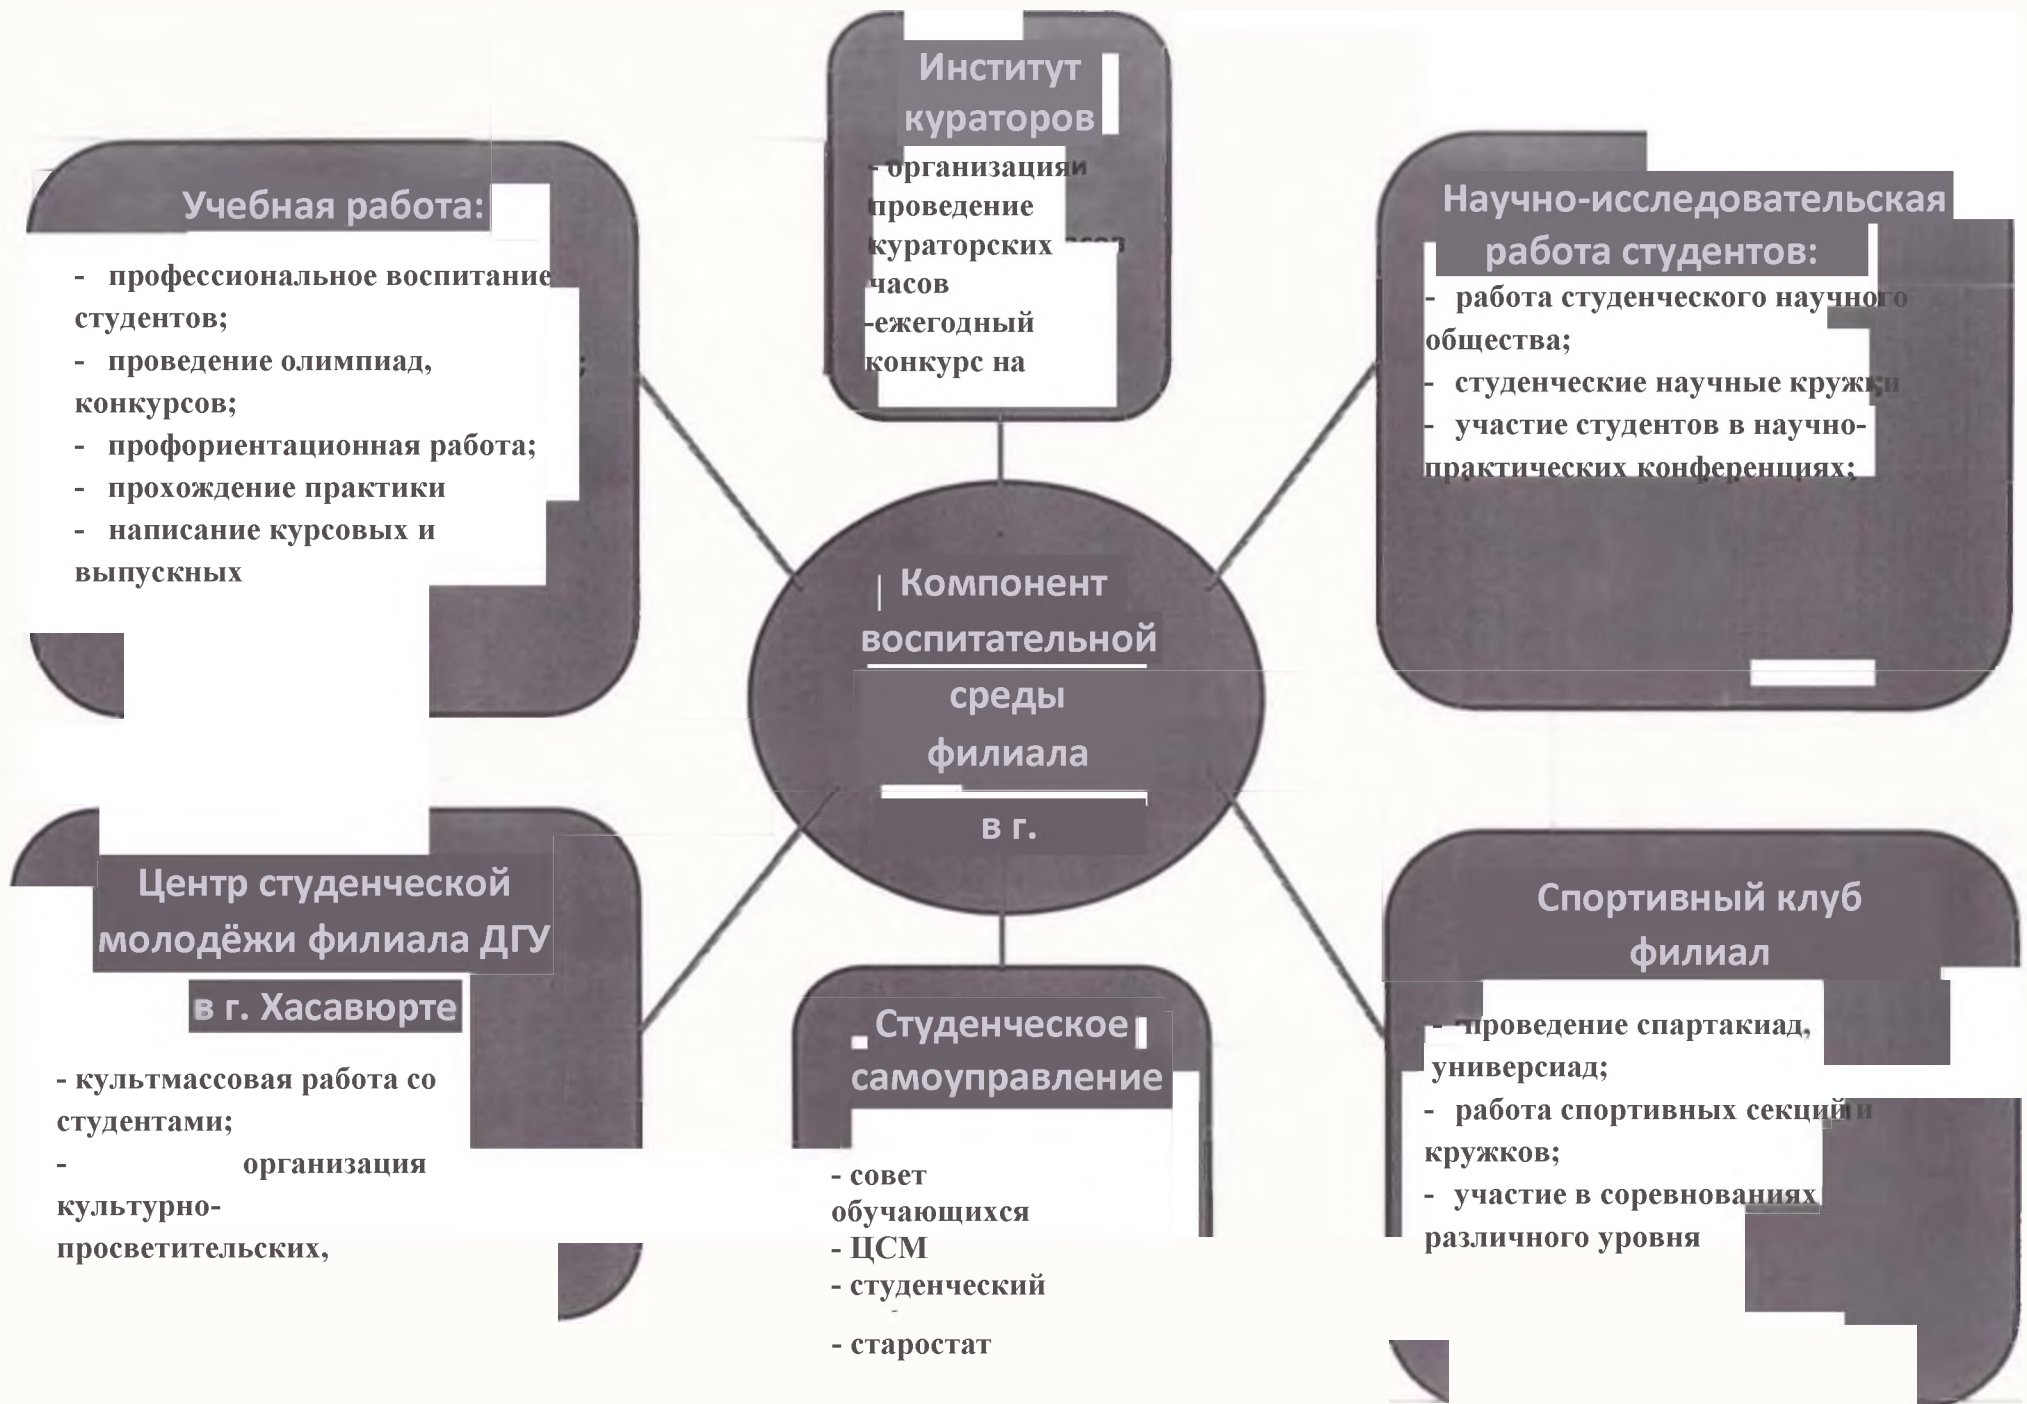 Институт
кураторов
- организация и
проведение
кураторских
часов
-ежегодный
конкурс на
Учебная работа:
- профессиональное воспитание
студентов;
- проведение олимпиад,
конкурсов;
- профориентационная работа;
- прохождение практики
- написание курсовых и
выпускных
Научно-исследовательская
работа студентов:
- работа студенческого научного
общества;
- студенческие научные кружки
- участие студентов в научно-
практических конференциях;
Компонент
воспитательной
среды
филиала
в г.
Центр студенческой
молодёжи филиала ДГУ
в г. Хасавюрте
- культмассовая работа со
студентами;
- организация
культурно-
просветительских,
Студенческое
самоуправление
- совет
обучающихся
- ЦСМ
- студенческий
- старостат
Спортивный клуб
филиал
- проведение спартакиад,
универсиад;
- работа спортивных секций и
кружков;
- участие в соревнованиях
различного уровня